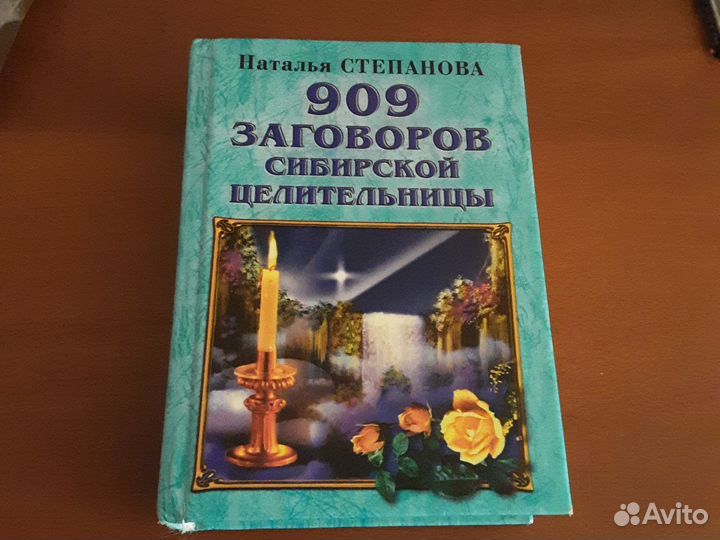 Наталья СТЕПАНОВА
909
ЗАГОВОРОВ
СИБИРСКОЙ
ЦЕЛИТЕЛЬНИЦЫ
Avito